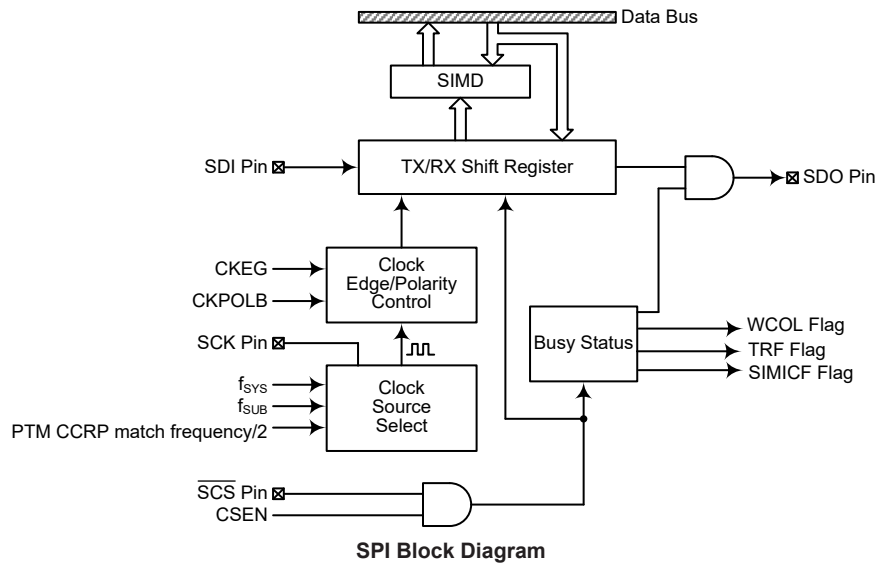 Data Bus
SIMD
SDI Pin
TX/RX Shift Register
SDO Pin
CKEG
CKPOLB
Clock
Edge/Polarity
Control
SCK Pin
Busy Status
WCOL Flag
TRF Flag
SIMICF Flag
fSYS
fSUB
PTM CCRP match frequency/2
Clock
Source
Select
SCS Pin
CSEN
SPI Block Diagram